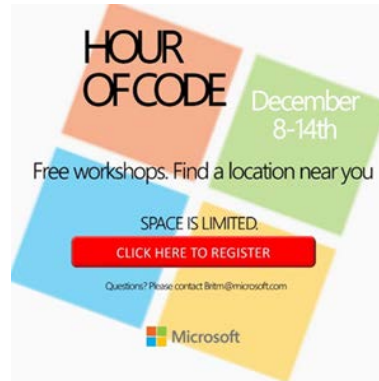 HOUR
OF CODE
December
8-14th
Free workshops. Find a location near you
SPACE IS LIMITED.
CLICK HERE TO REGISTER
Questions? Please contact Britm@microsoft.com
Microsoft